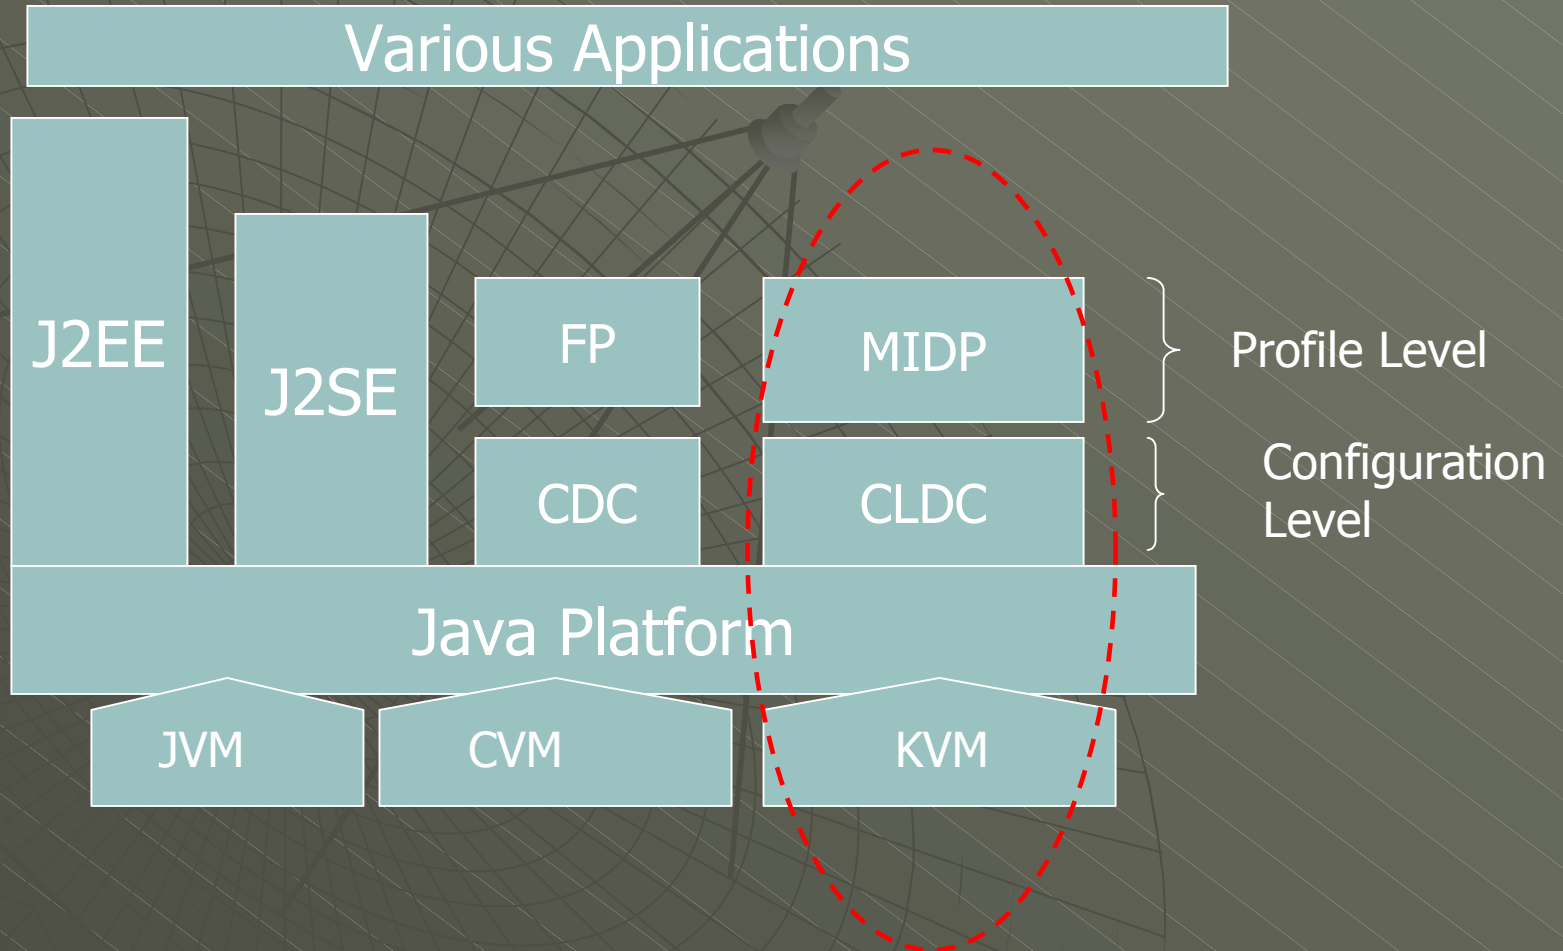 Various Applications
J2EE
J2SE
FP
MIDP
Profile Level
CDC
CLDC
Configuration
Level
Java Platform
JVM
CVM
KVM